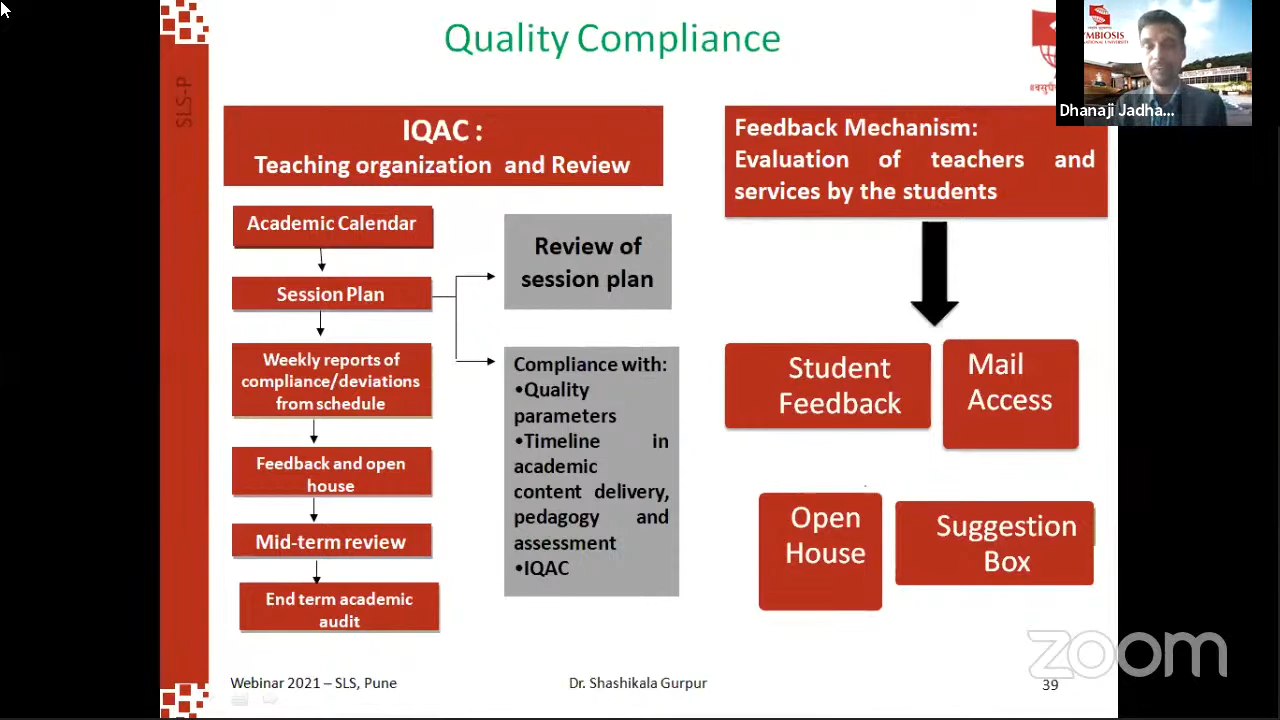 Quality Compliance
SLS-P
SYMBIOSIS
Dhanaji Jadha...
IQAC :
Teaching organization and Review
Academic Calendar
Session Plan
Weekly reports of
compliance/deviations
from schedule
Feedback and open
house
Mid-term review
End term academic
audit
Review of
session plan
Compliance with:
•Quality
parameters
•Timeline in
academic
content delivery,
pedagogy and
assessment
•IQAC
Feedback Mechanism:
Evaluation of teachers and
services by the students
Student
Feedback
Mail
Access
Open
House
Suggestion
Box
zoom
Webinar 2021 – SLS, Pune
Dr. Shashikala Gurpur
39